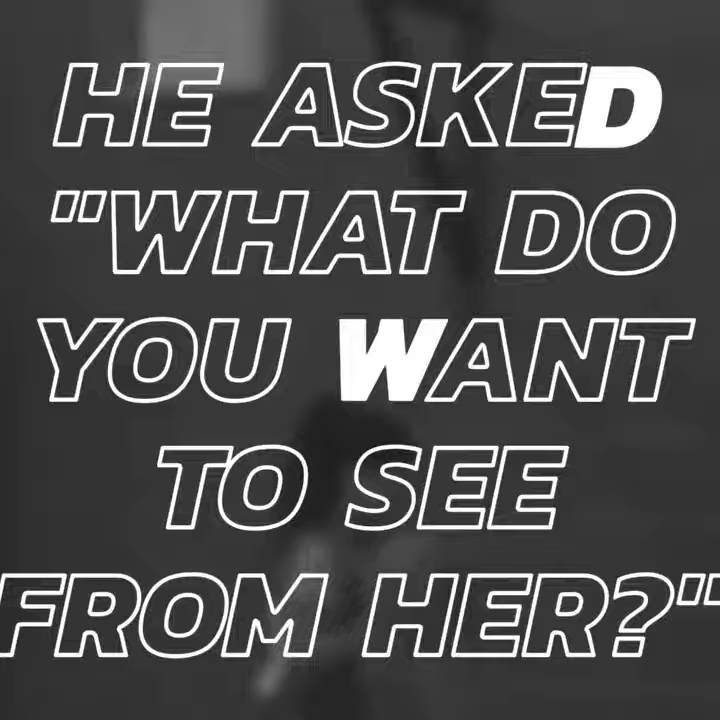 HE ASKED
"WHAT DO
YOU WANT
TO SEE
FROM HER?"